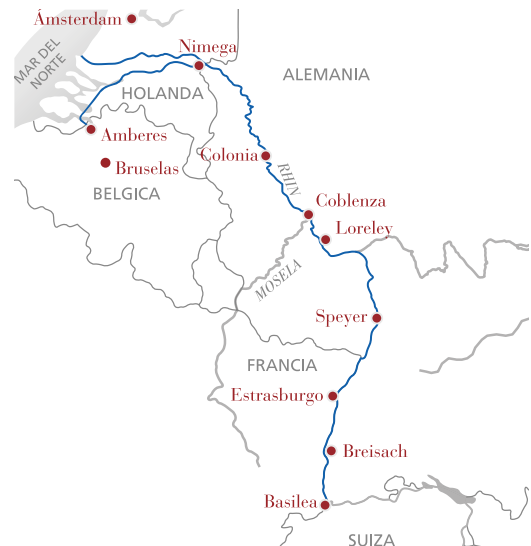 Ámsterdam
MAR DEL
NORTE
Nimega
ALEMANIA
HOLANDA
Amberes
Colonia
Bruselas
RHIN
BELGICA
Coblenza
Loreley
MOSELA
Speyer
FRANCIA
Estrasburgo
Breisach
Basilea
SUIZA